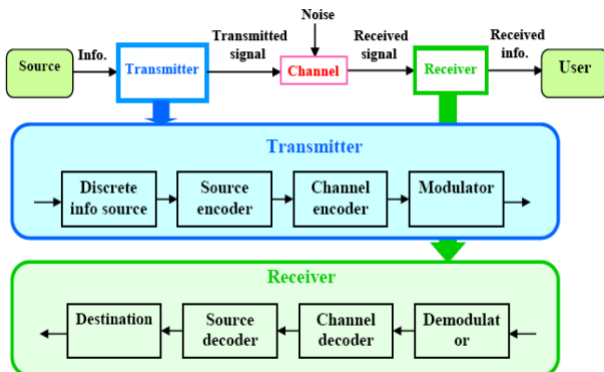 Noise
Source
Info.
Transmitter
Transmitted
signal
Channel
Received
signal
Receiver
Received
info.
User
Transmitter
Discrete
info source
Source
encoder
Channel
encoder
Modulator
Receiver
Destination
Source
decoder
Channel
decoder
Demodulat
or